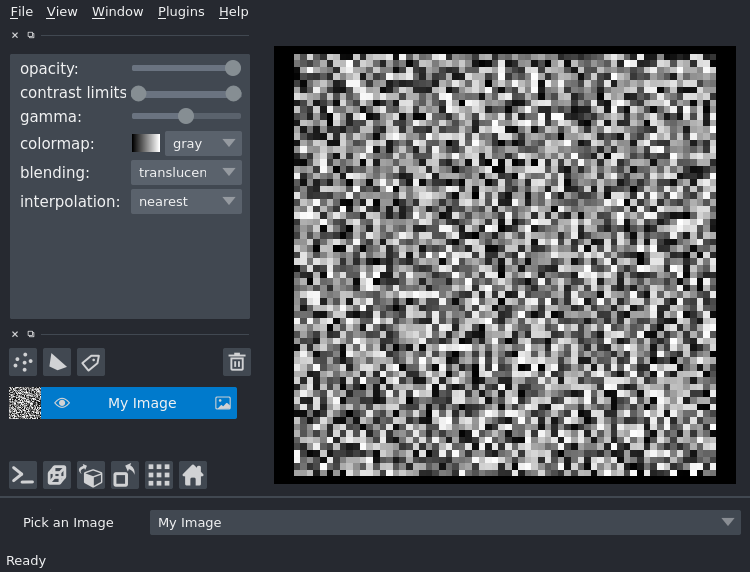 File View Window Plugins Help
opacity:
contrast limits
gamma:
colormap: gray
blending: translucen
interpolation: nearest
My Image
Pick an Image My Image
Ready